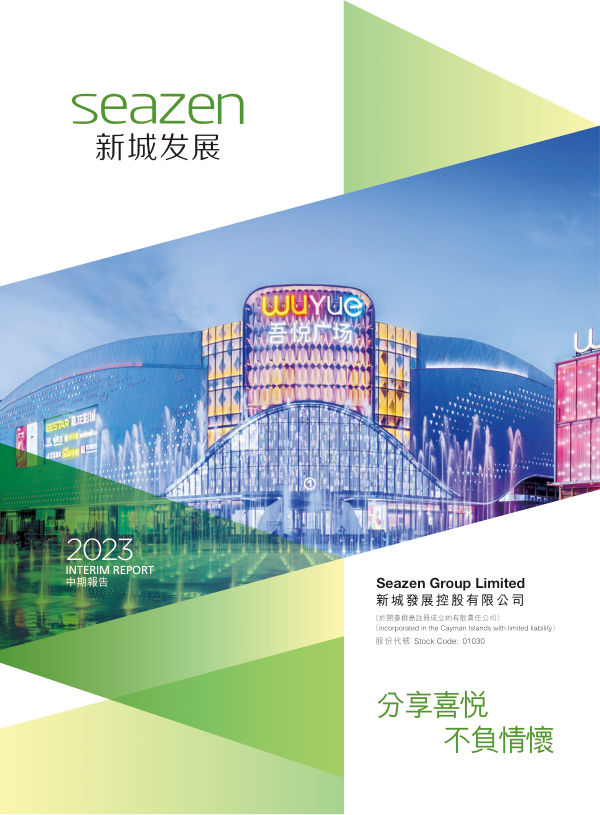 seazen
新城发展
WUYUE
吾悦广场
W
BESTAR
2023
INTERIM REPORT
中期報告
Seazen Group Limited
新城發展控股有限公司
（於開曼群島註冊成立的有限責任公司）
(incorporated in the Cayman Islands with limited liability)
股份代號 Stock Code: 01030
分享喜悦
不負情懷